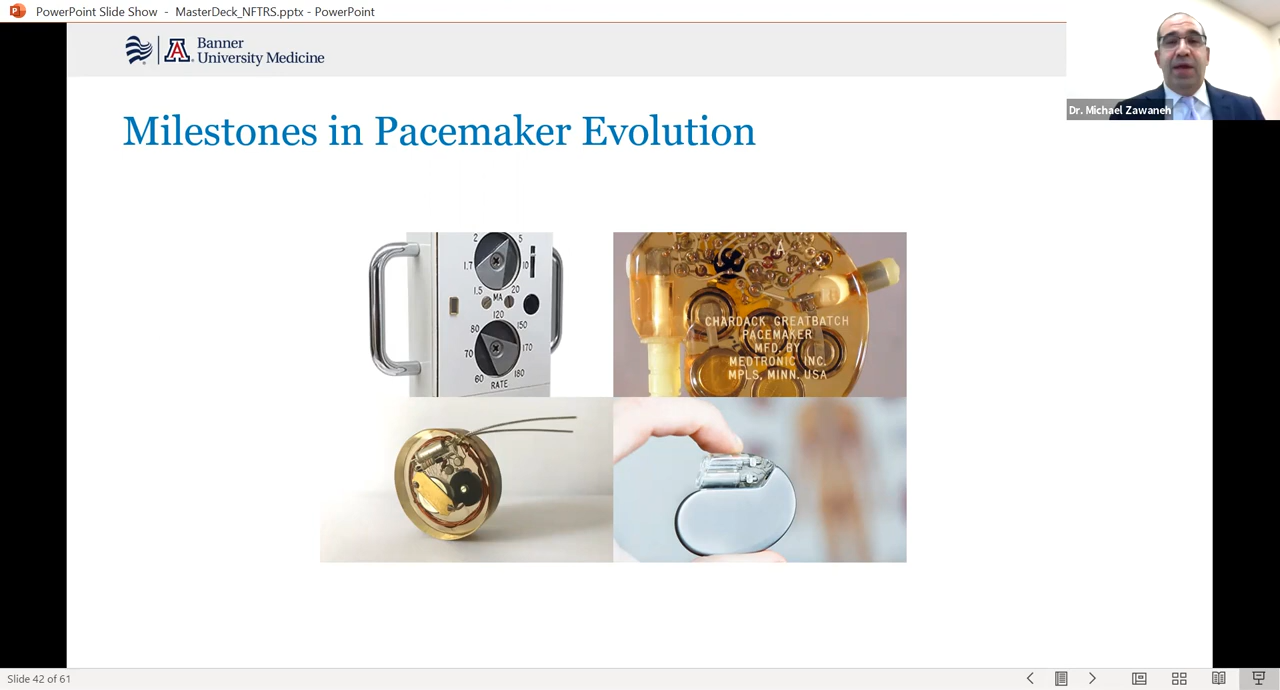 PowerPoint Slide Show - MasterDeck_NFTRS.pptx - PowerPoint
Banner
University Medicine
Dr. Michael Zawaneh
Milestones in Pacemaker Evolution
2 5
1.7 10
1.5 20
MA
120
80 150
70 170
60 180
RATE
A
CHARDACK GREATBATCH
PACEMAKER
MFD. BY
MEDTRONIC INC.
MPLS, MINN. USA
Slide 42 of 61